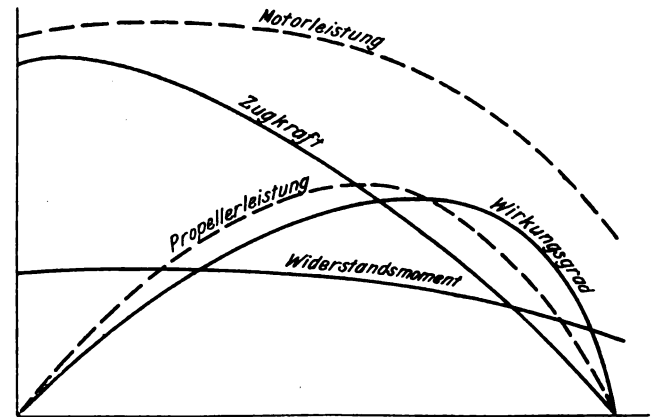 Motorleistung
Zugkraft
Propellerleistung
Wirkungsgrad
Widerstandsmoment